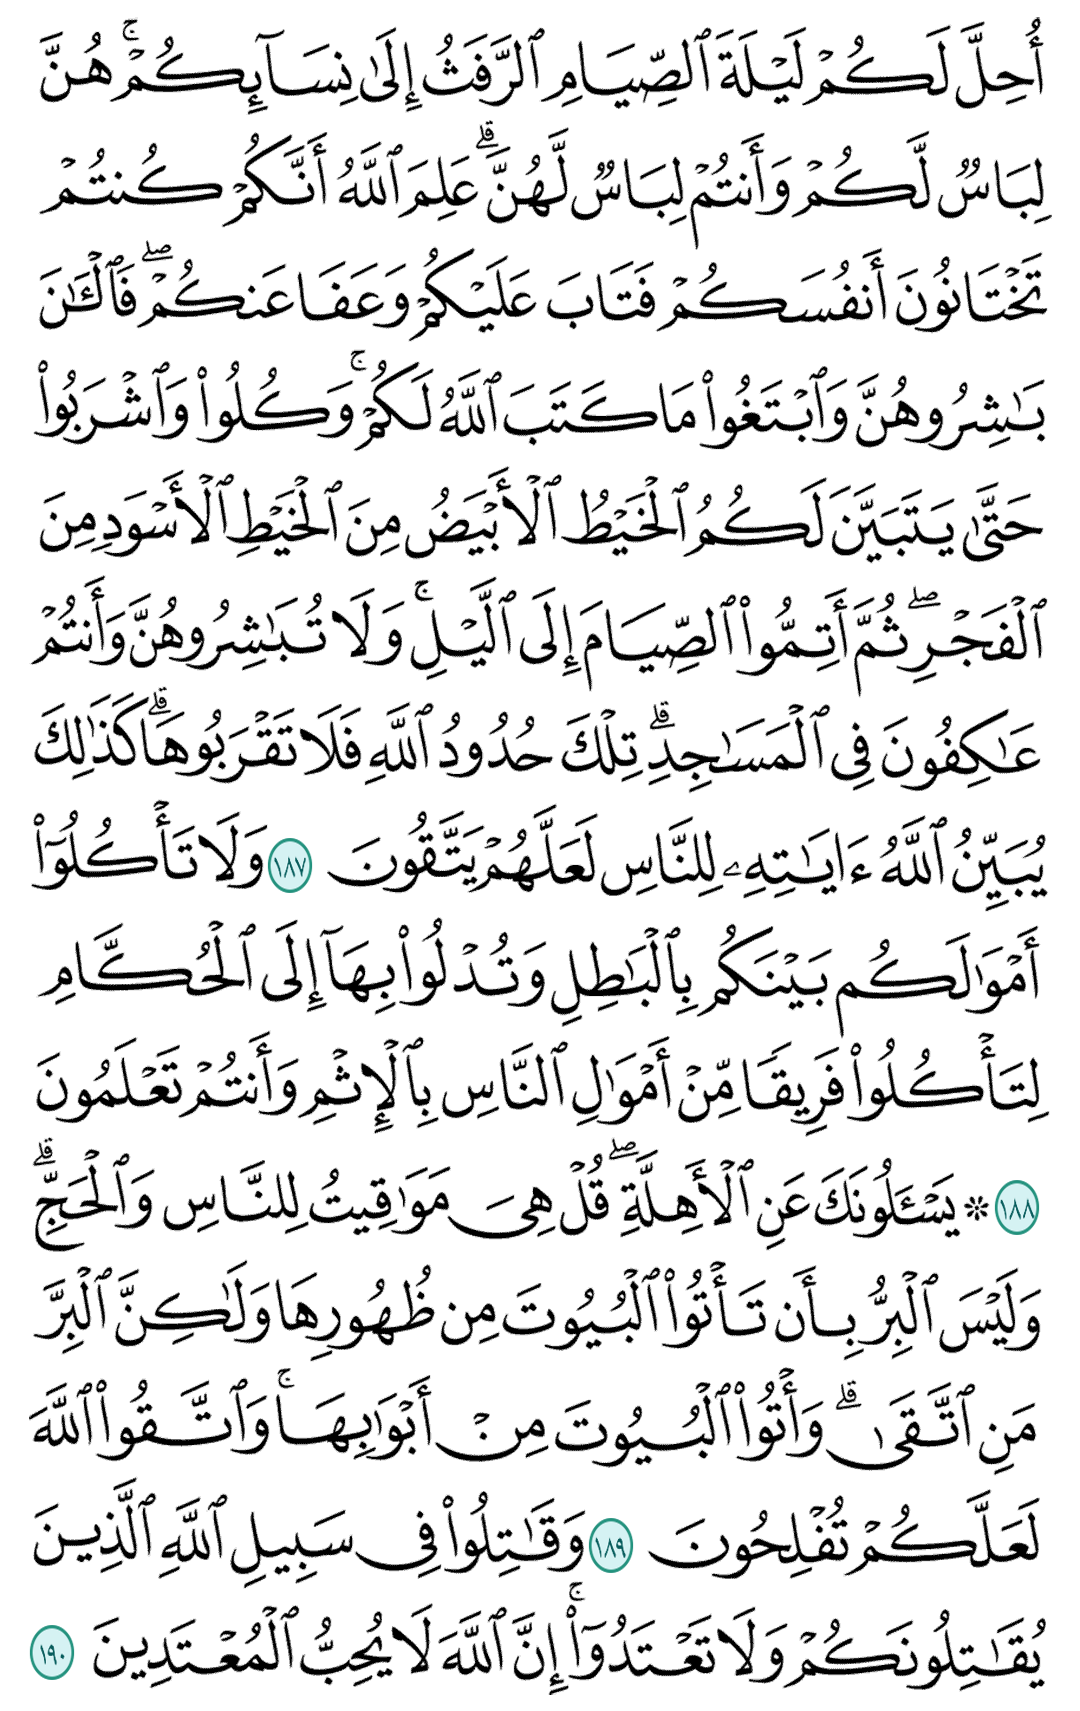 أُحِلَّ لَكُمۡ لَيۡلَةَ ٱلصِّيَامِ ٱلرَّفَثُ إِلَىٰ نِسَآئِكُمۡۚ هُنَّ
لِبَاسٞ لَّكُمۡ وَأَنتُمۡ لِبَاسٞ لَّهُنَّۗ عَلِمَ ٱللَّهُ أَنَّكُمۡ كُنتُمۡ
تَخۡتَانُونَ أَنفُسَكُمۡ فَتَابَ عَلَيۡكُمۡ وَعَفَا عَنكُمۡۖ فَٱلۡـَٰٔنَ
بَٰشِرُوهُنَّ وَٱبۡتَغُواْ مَا كَتَبَ ٱللَّهُ لَكُمۡۚ وَكُلُواْ وَٱشۡرَبُواْ
حَتَّىٰ يَتَبَيَّنَ لَكُمُ ٱلۡخَيۡطُ ٱلۡأَبۡيَضُ مِنَ ٱلۡخَيۡطِ ٱلۡأَسۡوَدِ مِنَ
ٱلۡفَجۡرِۖ ثُمَّ أَتِمُّواْ ٱلصِّيَامَ إِلَى ٱلَّيۡلِۚ وَلَا تُبَٰشِرُوهُنَّ وَأَنتُمۡ
عَٰكِفُونَ فِي ٱلۡمَسَٰجِدِۗ تِلۡكَ حُدُودُ ٱللَّهِ فَلَا تَقۡرَبُوهَاۗ كَذَٰلِكَ
يُبَيِّنُ ٱللَّهُ ءَايَٰتِهِۦ لِلنَّاسِ لَعَلَّهُمۡ يَتَّقُونَ ١٨٧ وَلَا تَأۡكُلُوٓاْ
أَمۡوَٰلَكُم بَيۡنَكُم بِٱلۡبَٰطِلِ وَتُدۡلُواْ بِهَآ إِلَى ٱلۡحُكَّامِ
لِتَأۡكُلُواْ فَرِيقٗا مِّنۡ أَمۡوَٰلِ ٱلنَّاسِ بِٱلۡإِثۡمِ وَأَنتُمۡ تَعۡلَمُونَ
١٨٨ ۞ يَسۡـَٔلُونَكَ عَنِ ٱلۡأَهِلَّةِۖ قُلۡ هِيَ مَوَٰقِيتُ لِلنَّاسِ وَٱلۡحَجِّۗ
وَلَيۡسَ ٱلۡبِرُّ بِأَن تَأۡتُواْ ٱلۡبُيُوتَ مِن ظُهُورِهَا وَلَٰكِنَّ ٱلۡبِرَّ
مَنِ ٱتَّقَىٰۗ وَأۡتُواْ ٱلۡبُيُوتَ مِنۡ أَبۡوَٰبِهَاۚ وَٱتَّقُواْ ٱللَّهَ
لَعَلَّكُمۡ تُفۡلِحُونَ ١٨٩ وَقَٰتِلُواْ فِي سَبِيلِ ٱللَّهِ ٱلَّذِينَ
يُقَٰتِلُونَكُمۡ وَلَا تَعۡتَدُوٓاْۚ إِنَّ ٱللَّهَ لَا يُحِبُّ ٱلۡمُعۡتَدِينَ ١٩٠